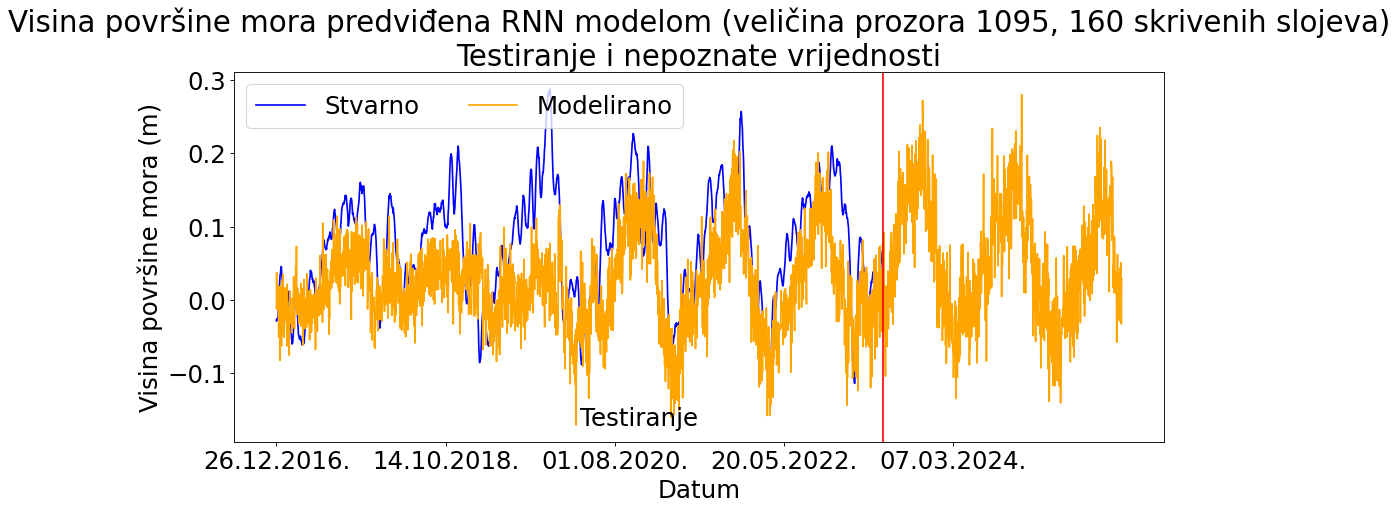 Visina površine mora predviđena RNN modelom (veličina prozora 1095, 160 skrivenih slojeva)
Testiranje i nepoznate vrijednosti
Stvarno
Modelirano
Visina površine mora (m)
0.3
0.2
0.1
0.0
−0.1
Testiranje
26.12.2016.
14.10.2018.
01.08.2020.
20.05.2022.
07.03.2024.
Datum